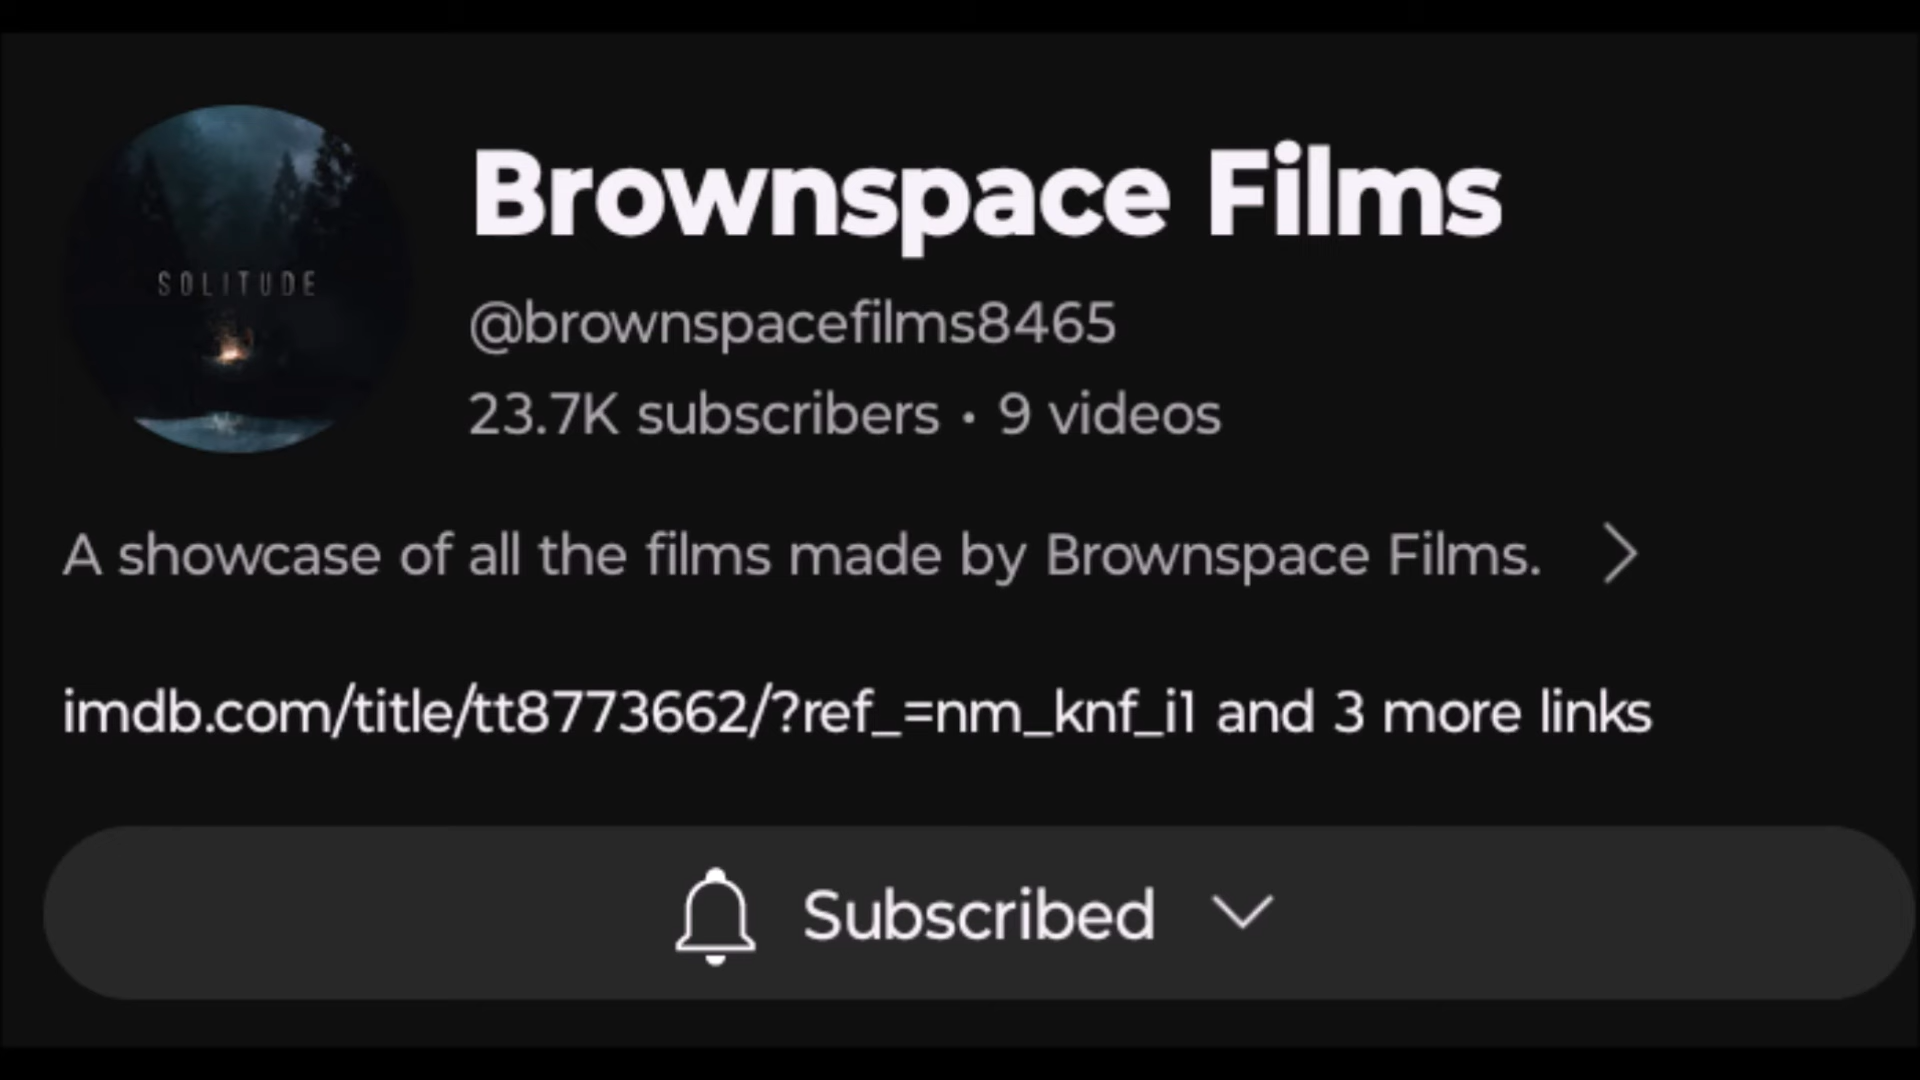 SOLITUDE
Brownspace Films
@brownspacefilms8465
23.7K subscribers • 9 videos
A showcase of all the films made by Brownspace Films.
imdb.com/title/tt8773662/?ref_=nm_knf_i1 and 3 more links
Subscribed